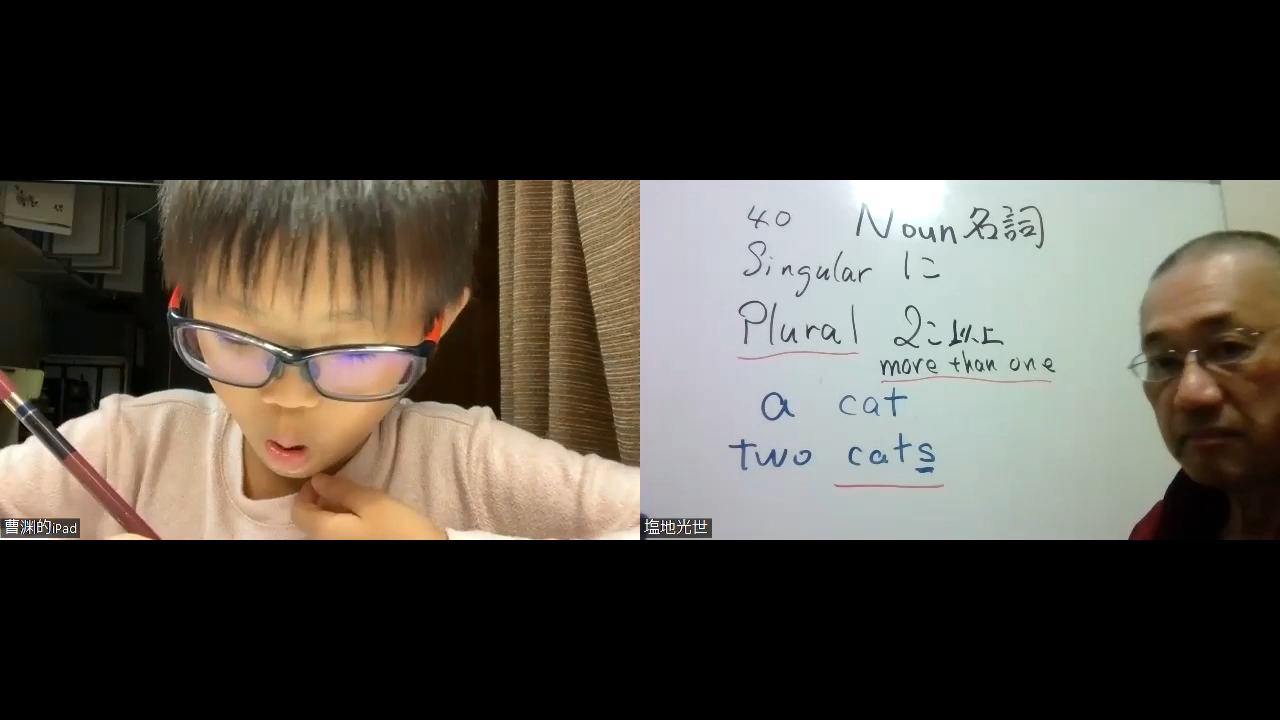 40 Noun 名詞
Singular 1こ
Plural 2こ以上
more than one
a cat
two cats
曹渊的iPad
塩地光世